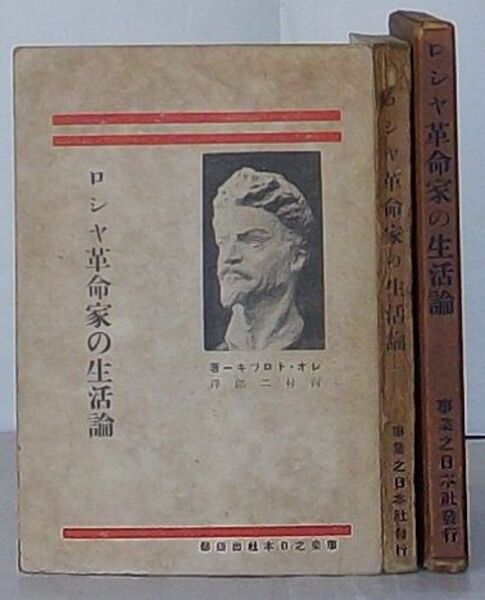 ロシヤ革命家の生活論
レオ・トロツキー著
西村二郎譯
事業之日本社出版部
ロシヤ革命家の生活論
事業之日本社發行
ロシヤ革命家の生活論
事業之日本社發行